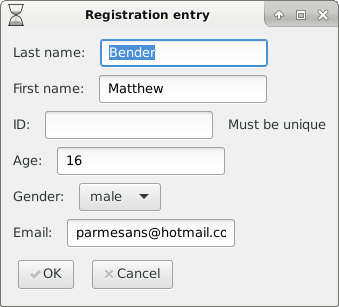 Registration entry
Last name: Bender
First name: Matthew
ID: Must be unique
Age: 16
Gender: male
Email: parmesans@hotmail.cc
OK Cancel